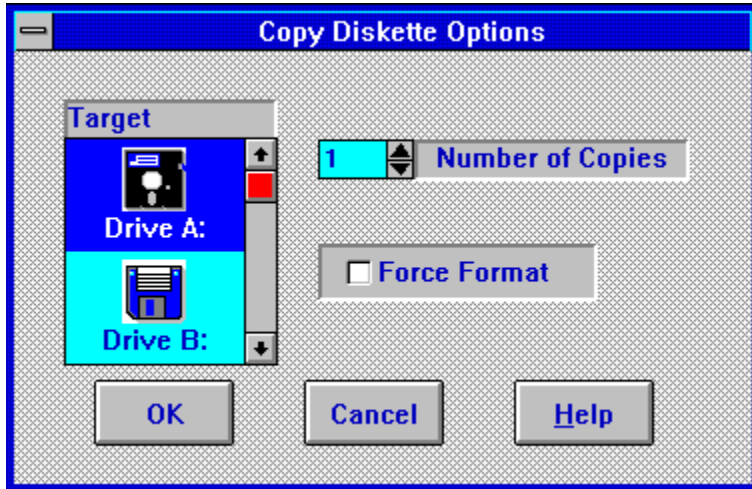 Copy Diskette Options
Target
Drive A:
Drive B:
1 Number of Copies
Force Format
OK
Cancel
Help